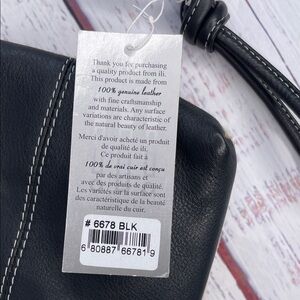 Thank you for purchasing
a quality product from ili.
This product is made from
100% genuine leather
with fine craftsmanship
and materials. Any surface
variations are characteristic of
the natural beauty of leather.
Merci d'avoir acheté un produit
de qualité de ili.
Ce produit fait à
100% de vrai cuir est conçu
par des artisans et
avec des produits de qualité.
Les variétés sur la surface sont
des caractéristique de la beauté
naturelle du cuir.
# 6678 BLK
6 80887 66781 9